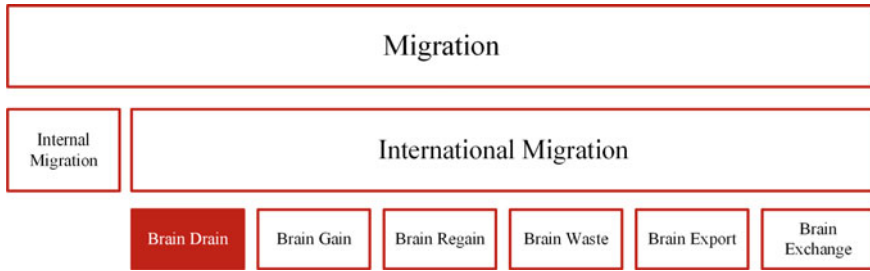 Migration
Internal
Migration
International Migration
Brain Drain
Brain Gain
Brain Regain
Brain Waste
Brain Export
Brain
Exchange